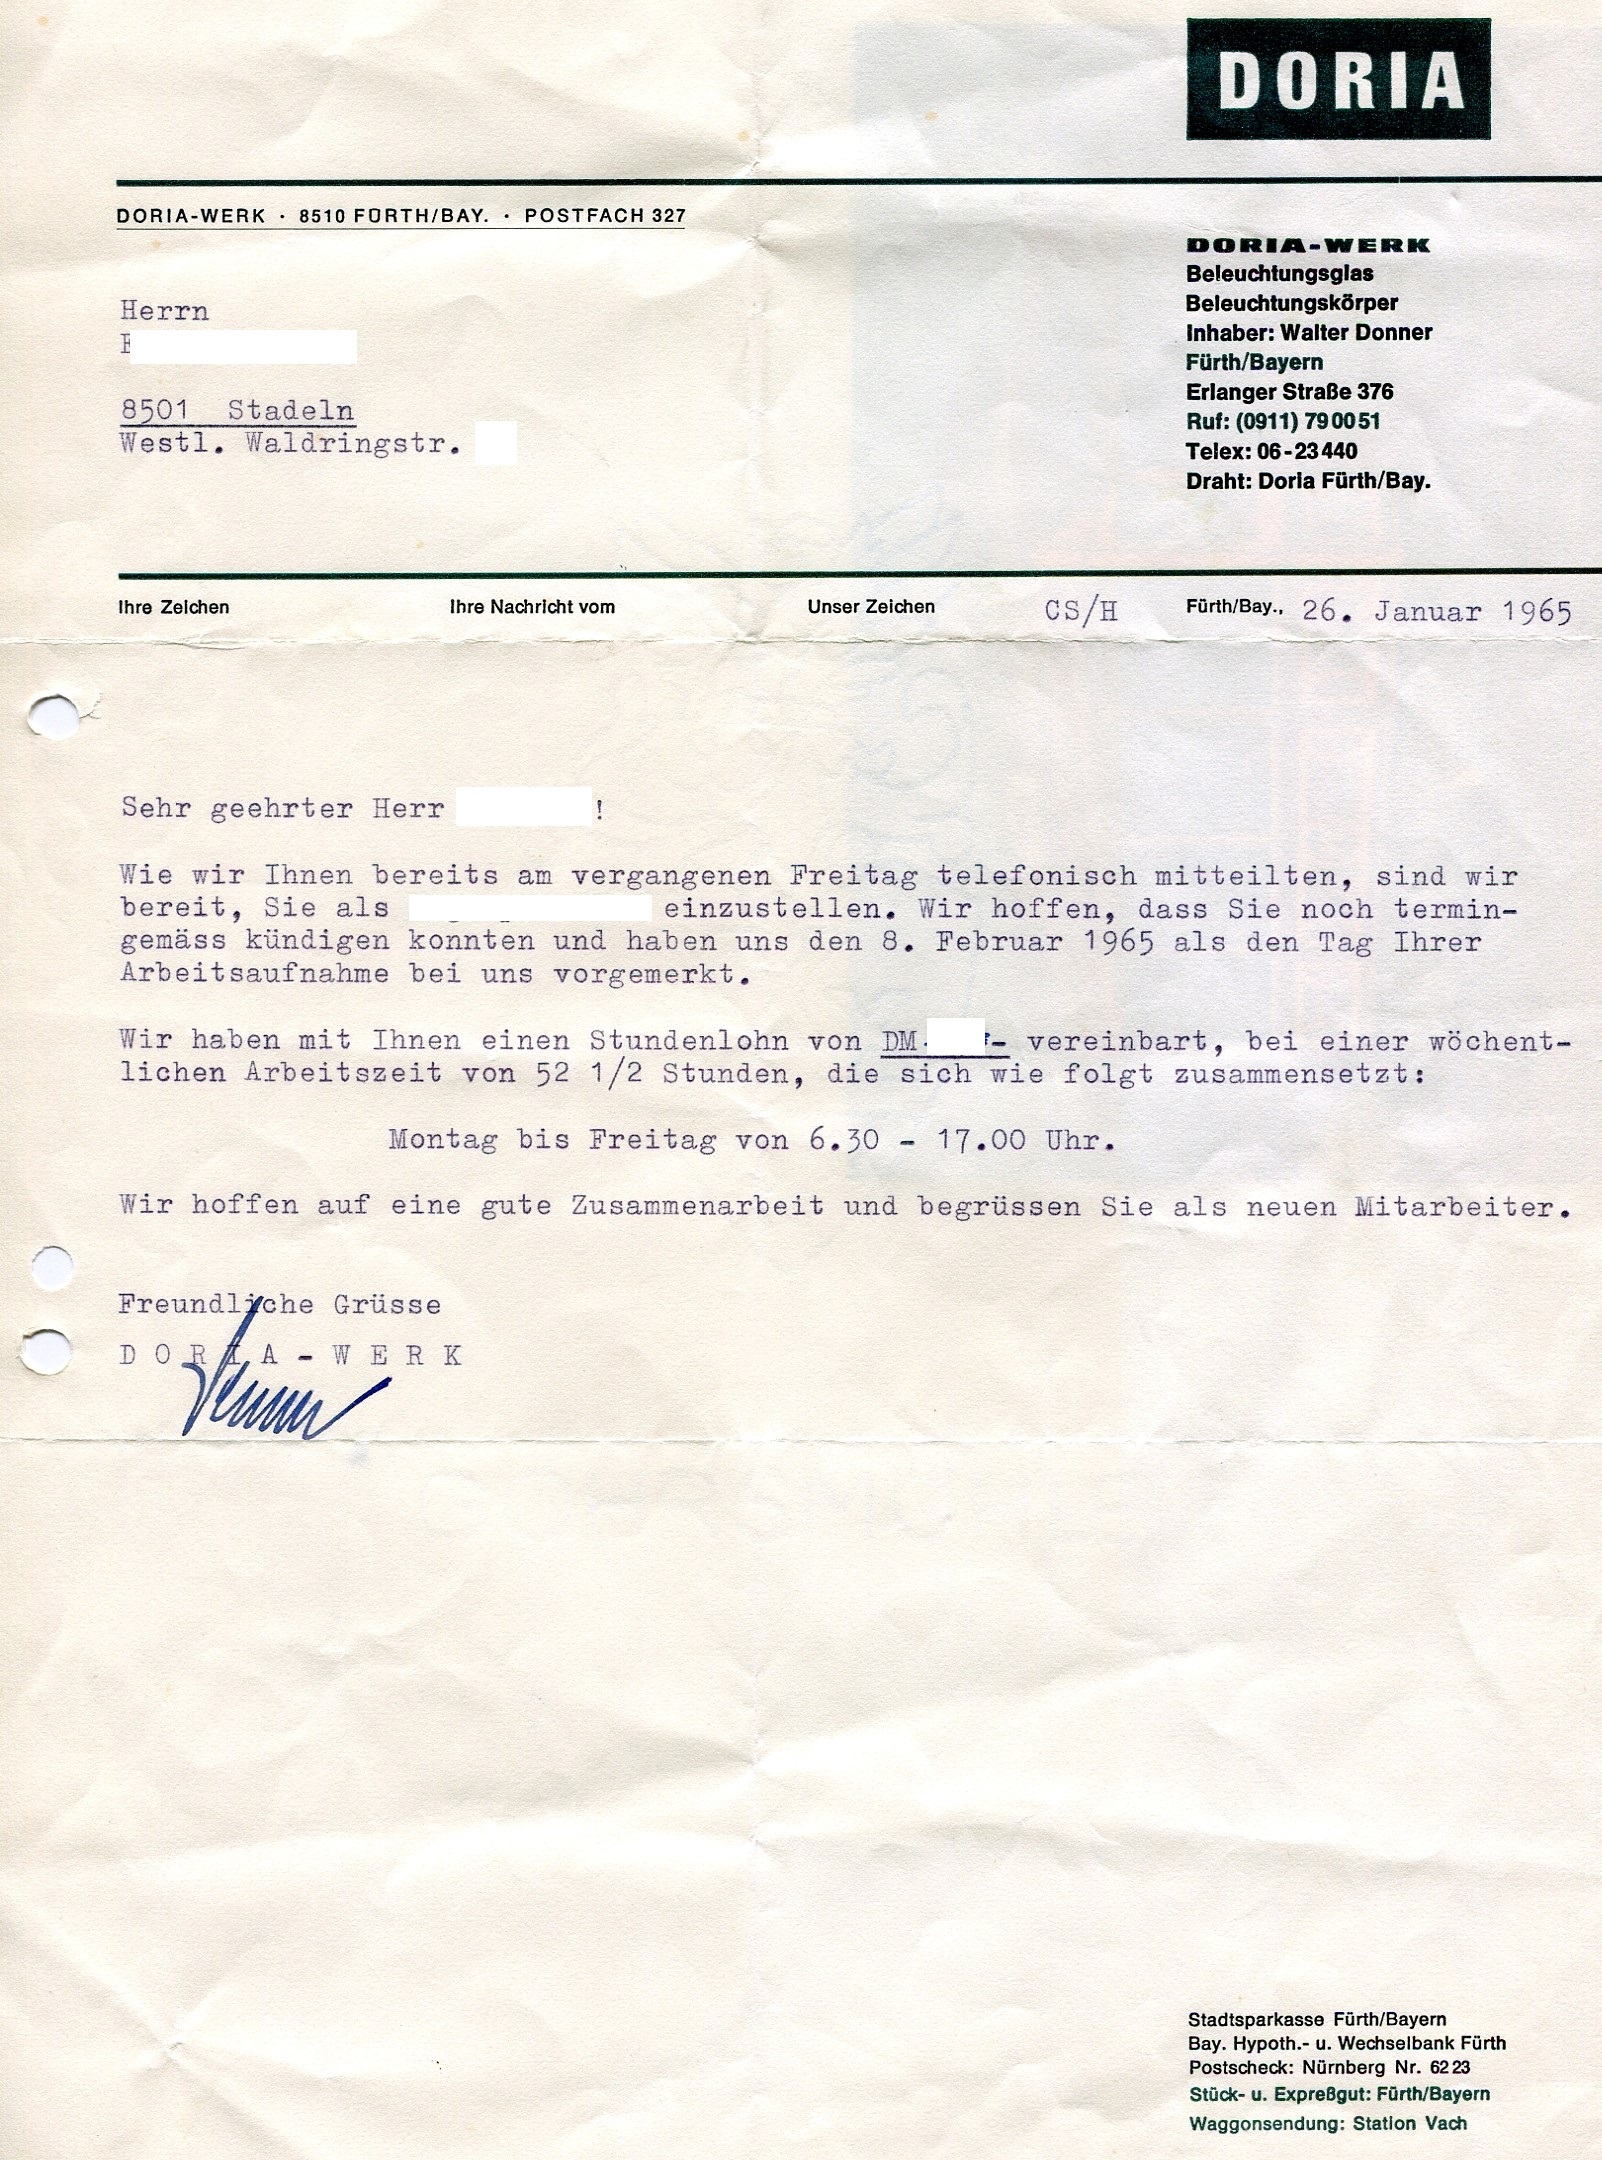 DORIA
DORIA-WERK · 8510 FÜRTH/BAY. · POSTFACH 327
DORIA-WERK
Beleuchtungsglas
Beleuchtungskörper
Inhaber: Walter Donner
Fürth/Bayern
Erlanger Straße 376
Ruf: (0911) 79 00 51
Telex: 06-23 440
Draht: Doria Fürth/Bay.
Herrn
8501 Stadeln
Westl. Waldringstr.
Ihre Zeichen Ihre Nachricht vom Unser Zeichen CS/H Fürth/Bay., 26. Januar 1965
Sehr geehrter Herr !
Wie wir Ihnen bereits am vergangenen Freitag telefonisch mitteilten, sind wir
bereit, Sie als einzustellen. Wir hoffen, dass Sie noch termin-
gemäss kündigen konnten und haben uns den 8. Februar 1965 als den Tag Ihrer
Arbeitsaufnahme bei uns vorgemerkt.
Wir haben mit Ihnen einen Stundenlohn von DM - vereinbart, bei einer wöchent-
lichen Arbeitszeit von 52 1/2 Stunden, die sich wie folgt zusammensetzt:
Montag bis Freitag von 6.30 - 17.00 Uhr.
Wir hoffen auf eine gute Zusammenarbeit und begrüssen Sie als neuen Mitarbeiter.
Freundliche Grüsse
D O R I A - W E R K
Stadtsparkasse Fürth/Bayern
Bay. Hypoth.- u. Wechselbank Fürth
Postscheck: Nürnberg Nr. 62 23
Stück- u. Expreßgut: Fürth/Bayern
Waggonsendung: Station Vach